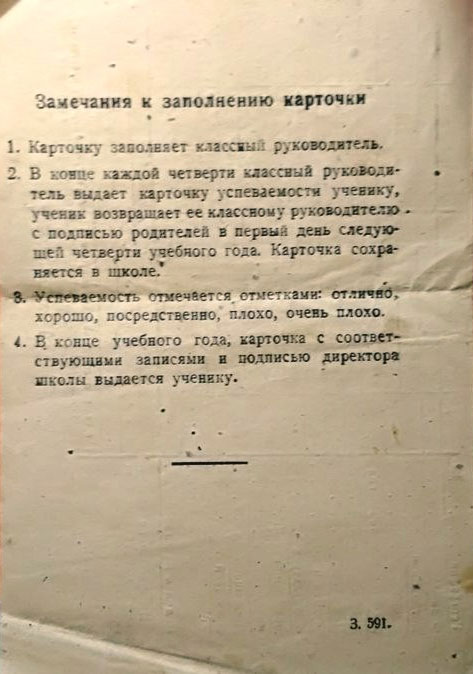 Замечания к заполнению карточки
1. Карточку заполняет классный руководитель.
2. В конце каждой четверти классный руководи-
тель выдает карточку успеваемости ученику,
ученик возвращает ее классному руководителю
с подписью родителей в первый день следую-
щей четверти учебного года. Карточка сохра-
няется в школе.
3. Успеваемость отмечается отметками: отлично,
хорошо, посредственно, плохо, очень плохо.
4. В конце учебного года, карточка с соответ-
ствующими записями и подписью директора
школы выдается ученику.
З. 591.